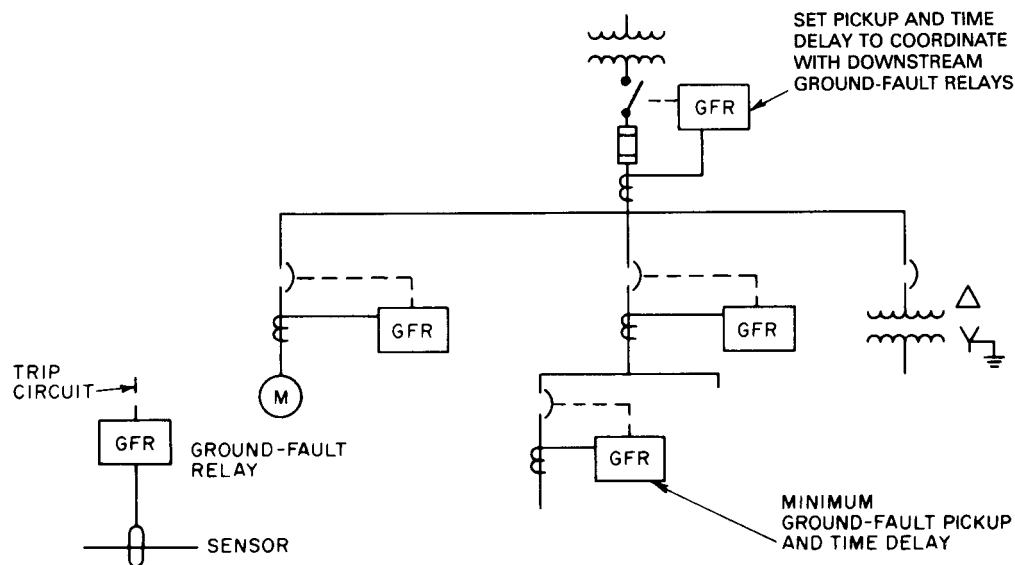 SET PICKUP AND TIME
DELAY TO COORDINATE
WITH DOWNSTREAM
GROUND-FAULT RELAYS
GFR
GFR
GFR
M
TRIP
CIRCUIT
GFR
GROUND-FAULT
RELAY
SENSOR
GFR
MINIMUM
GROUND-FAULT PICKUP
AND TIME DELAY